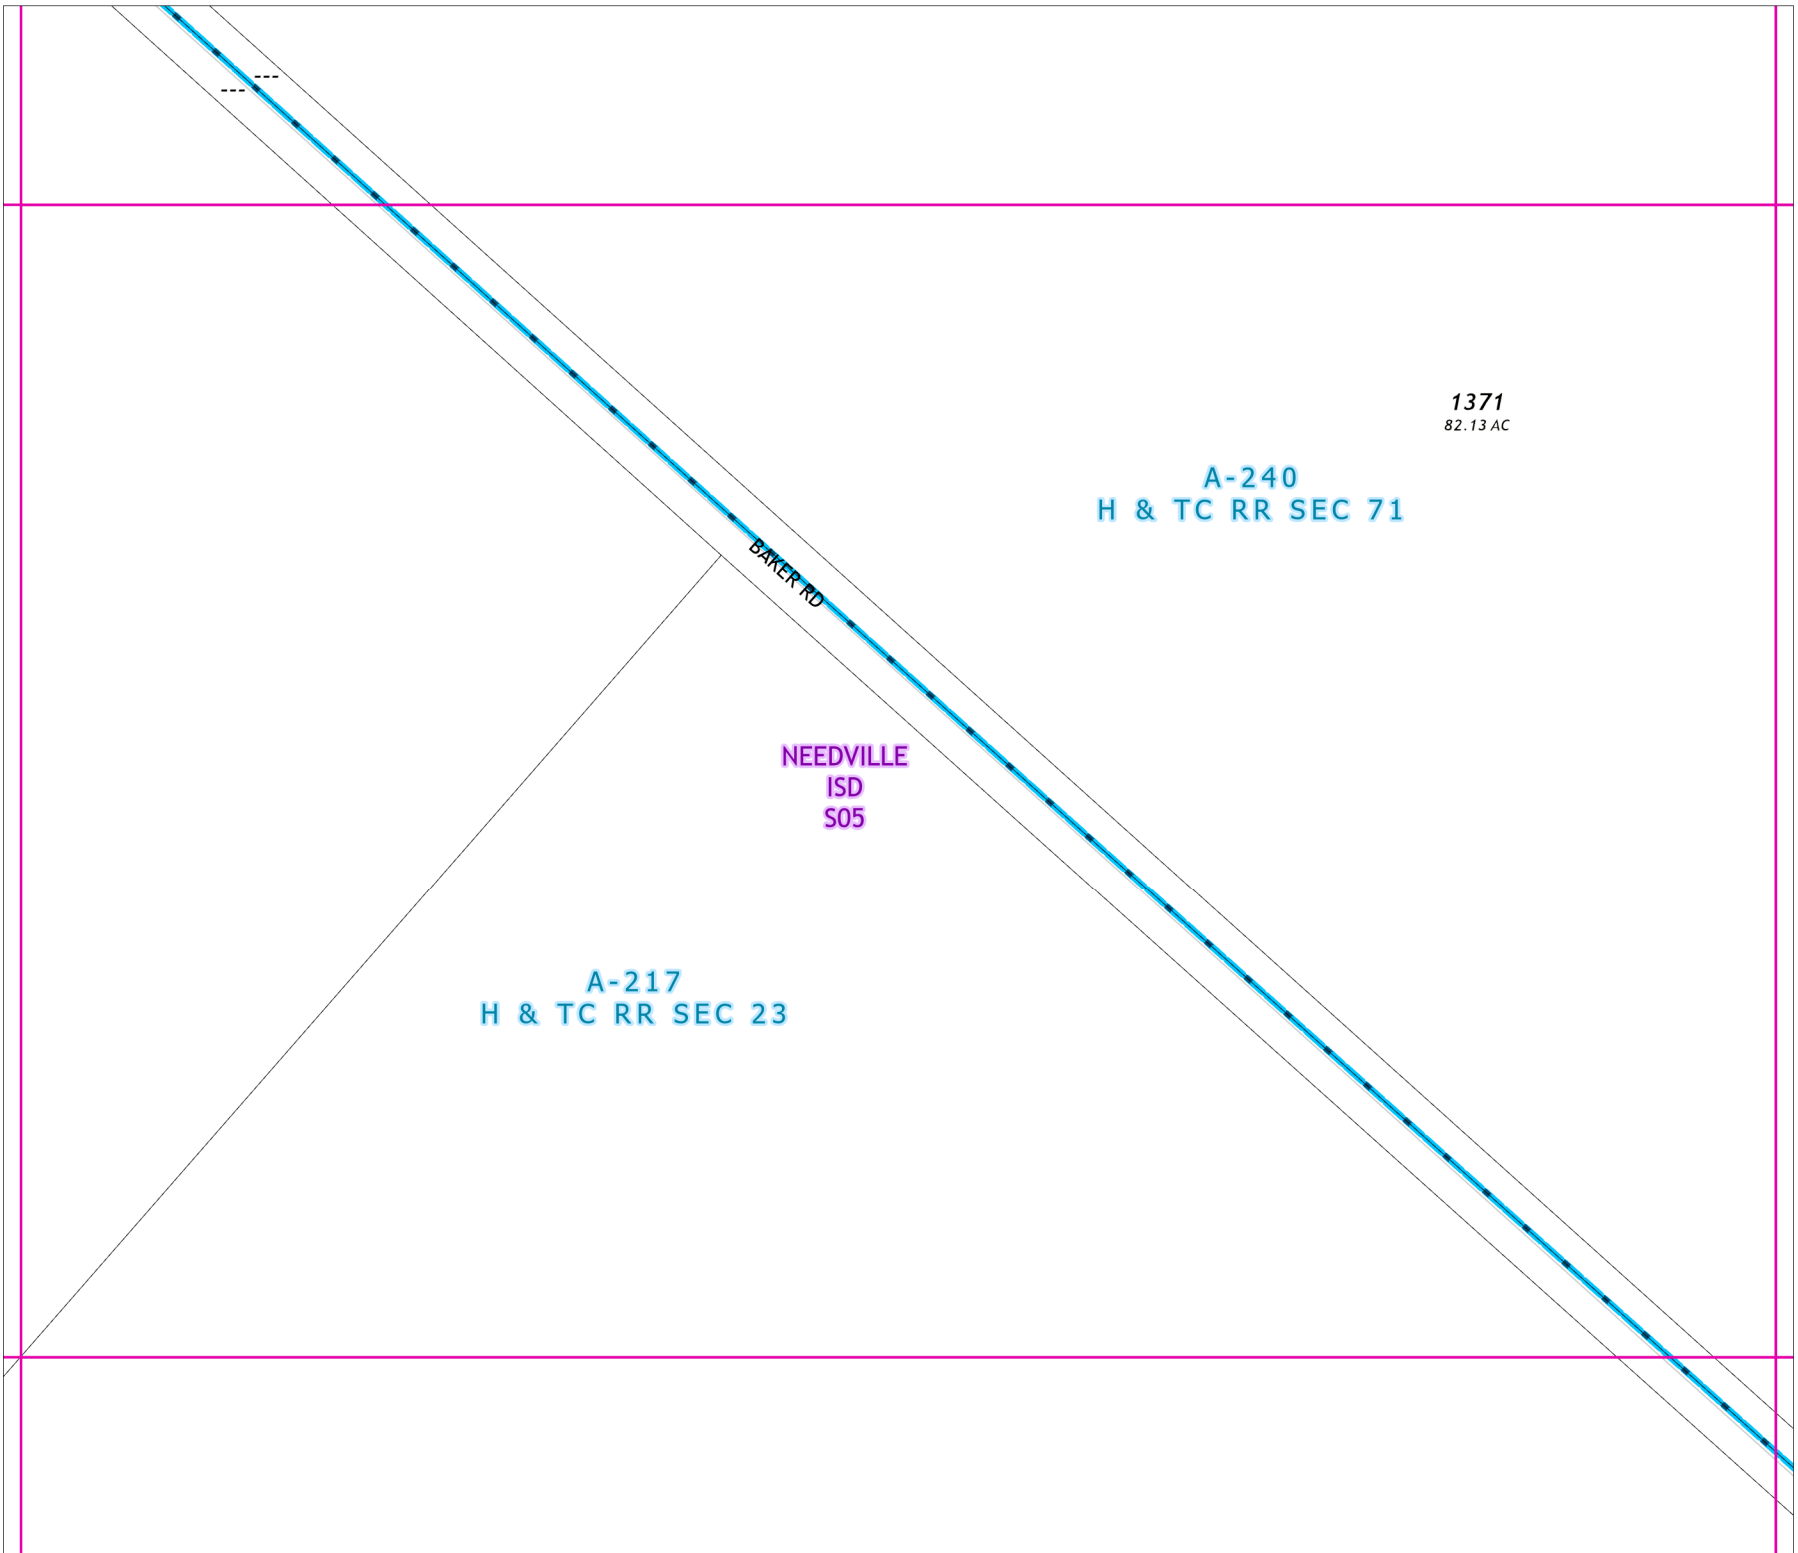 ---
---
1371
82.13 AC
A-240
H & TC RR SEC 71
BAKER RD
NEEDVILLE
ISD
S05
A-217
H & TC RR SEC 23